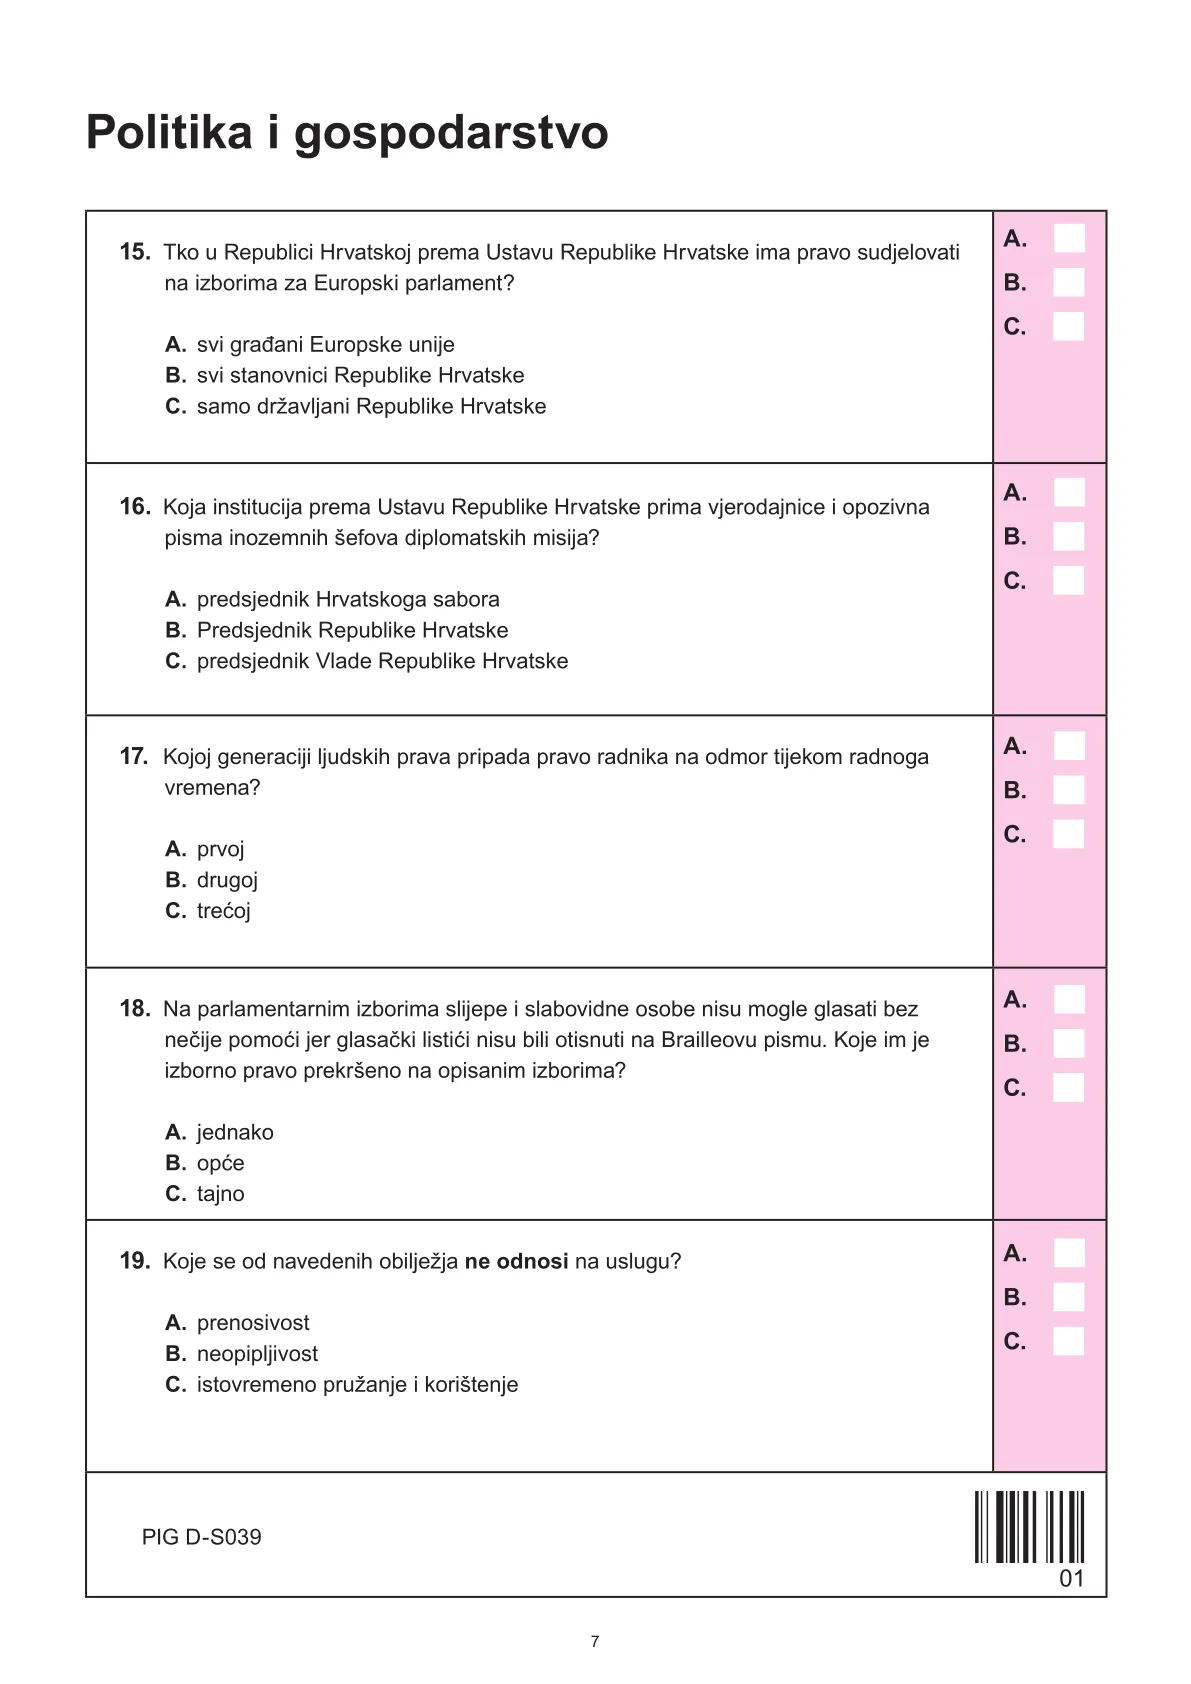 Politika i gospodarstvo
15. Tko u Republici Hrvatskoj prema Ustavu Republike Hrvatske ima pravo sudjelovati
na izborima za Europski parlament?
A. svi građani Europske unije
B. svi stanovnici Republike Hrvatske
C. samo državljani Republike Hrvatske
A.
B.
C.
16. Koja institucija prema Ustavu Republike Hrvatske prima vjerodajnice i opozivna
pisma inozemnih šefova diplomatskih misija?
A. predsjednik Hrvatskoga sabora
B. Predsjednik Republike Hrvatske
C. predsjednik Vlade Republike Hrvatske
A.
B.
C.
17. Kojoj generaciji ljudskih prava pripada pravo radnika na odmor tijekom radnoga
vremena?
A. prvoj
B. drugoj
C. trećoj
A.
B.
C.
18. Na parlamentarnim izborima slijepe i slabovidne osobe nisu mogle glasati bez
nečije pomoći jer glasački listići nisu bili otisnuti na Brailleovu pismu. Koje im je
izborno pravo prekršeno na opisanim izborima?
A. jednako
B. opće
C. tajno
A.
B.
C.
19. Koje se od navedenih obilježja ne odnosi na uslugu?
A. prenosivost
B. neopipljivost
C. istovremeno pružanje i korištenje
A.
B.
C.
PIG D-S039
01
7